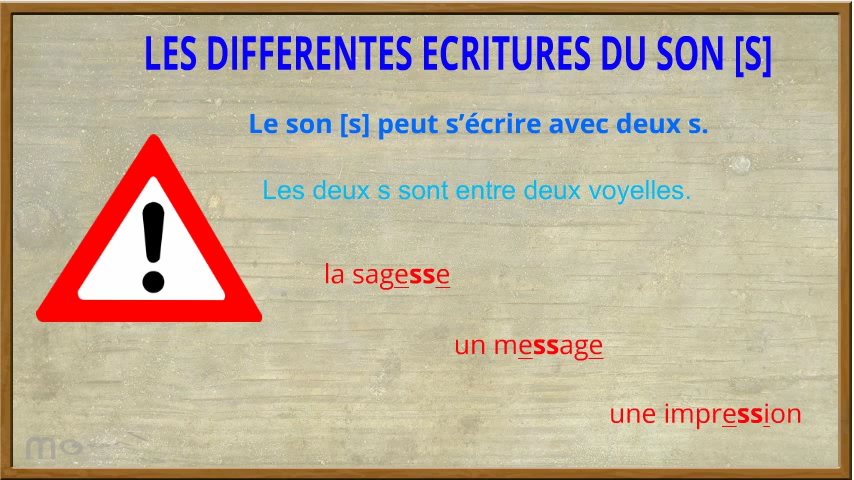 LES DIFFERENTES ECRITURES DU SON [S]
Le son [s] peut s’écrire avec deux s.
Les deux s sont entre deux voyelles.
la sagesse
un message
une impression